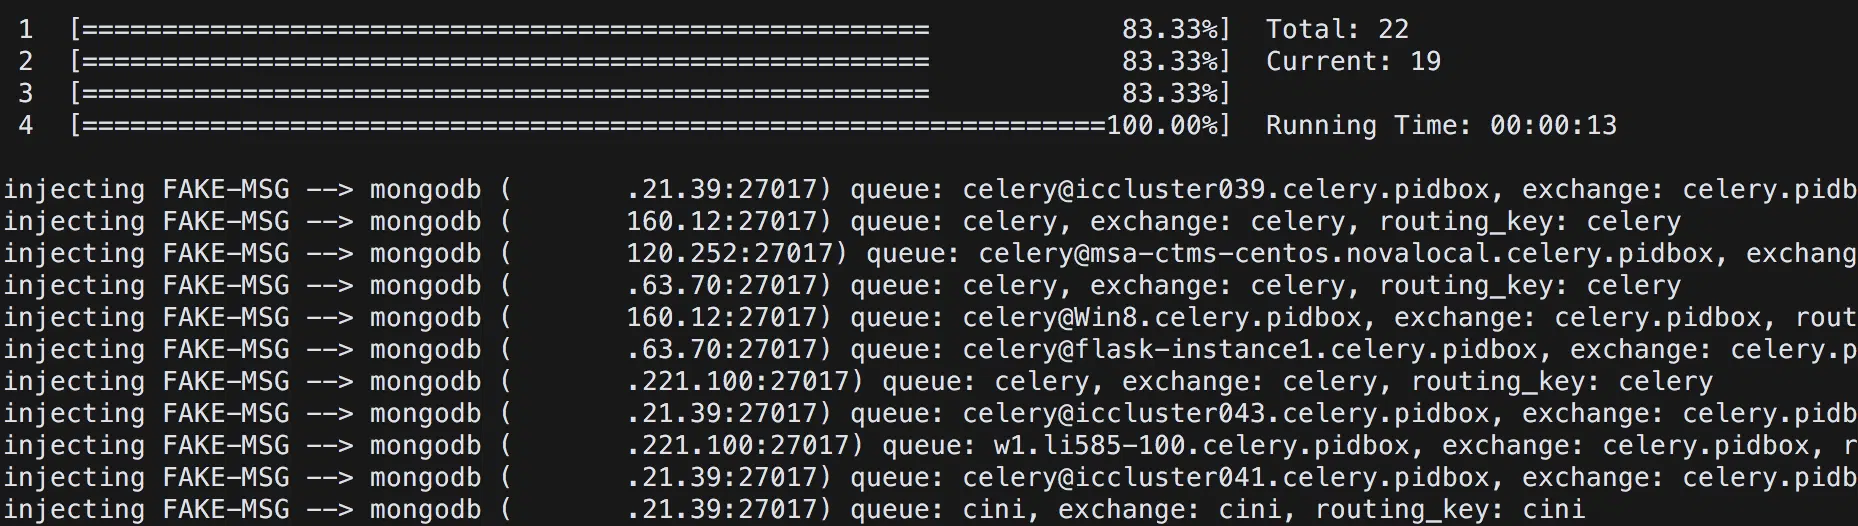 1 [===================================================== 83.33%] Total: 22
2 [===================================================== 83.33%] Current: 19
3 [===================================================== 83.33%]
4 [================================================================100.00%] Running Time: 00:00:13
injecting FAKE-MSG --> mongodb ( .21.39:27017) queue: celery@iccluster039.celery.pidbox, exchange: celery.pidb
injecting FAKE-MSG --> mongodb ( 160.12:27017) queue: celery, exchange: celery, routing_key: celery
injecting FAKE-MSG --> mongodb ( 120.252:27017) queue: celery@msa-ctms-centos.novalocal.celery.pidbox, exchang
injecting FAKE-MSG --> mongodb ( .63.70:27017) queue: celery, exchange: celery, routing_key: celery
injecting FAKE-MSG --> mongodb ( 160.12:27017) queue: celery@Win8.celery.pidbox, exchange: celery.pidbox, rout
injecting FAKE-MSG --> mongodb ( .63.70:27017) queue: celery@flask-instance1.celery.pidbox, exchange: celery.p
injecting FAKE-MSG --> mongodb ( .221.100:27017) queue: celery, exchange: celery, routing_key: celery
injecting FAKE-MSG --> mongodb ( .21.39:27017) queue: celery@iccluster043.celery.pidbox, exchange: celery.pidb
injecting FAKE-MSG --> mongodb ( .221.100:27017) queue: w1.li585-100.celery.pidbox, exchange: celery.pidbox, r
injecting FAKE-MSG --> mongodb ( .21.39:27017) queue: celery@iccluster041.celery.pidbox, exchange: celery.pidb
injecting FAKE-MSG --> mongodb ( .21.39:27017) queue: cini, exchange: cini, routing_key: cini